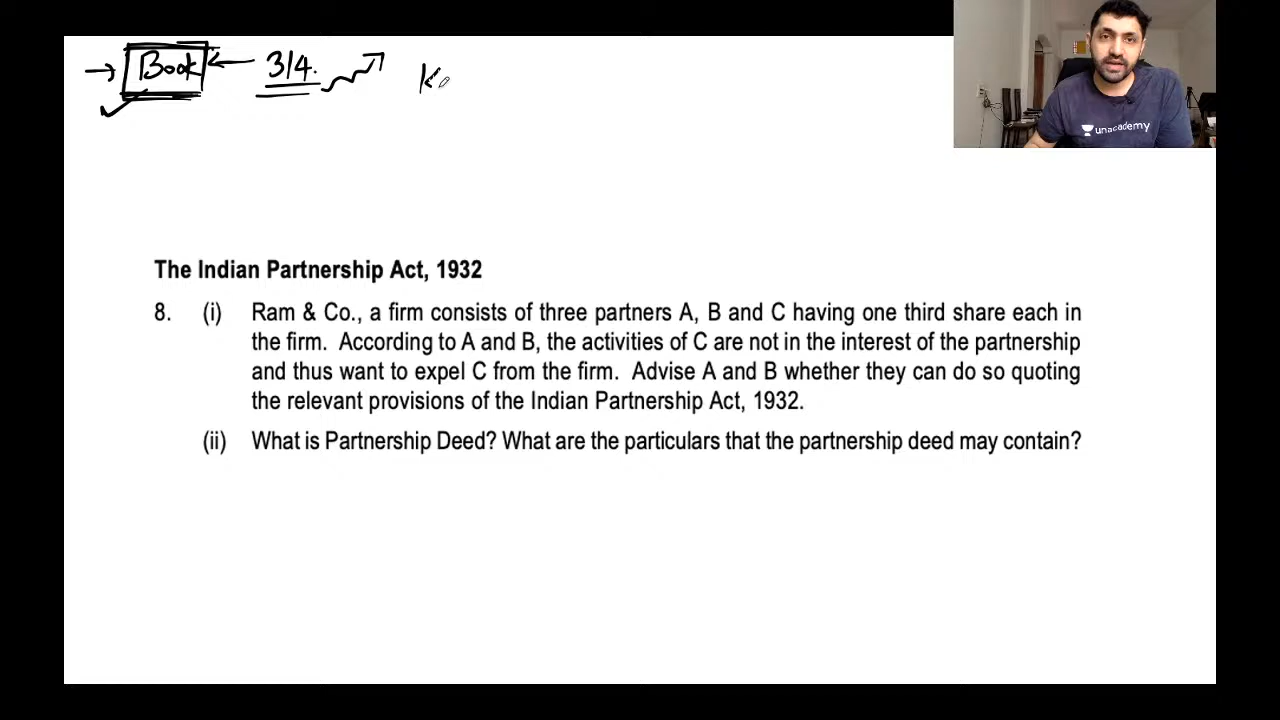 Book 3/4. K
unacademy
The Indian Partnership Act, 1932
8. (i) Ram & Co., a firm consists of three partners A, B and C having one third share each in
the firm. According to A and B, the activities of C are not in the interest of the partnership
and thus want to expel C from the firm. Advise A and B whether they can do so quoting
the relevant provisions of the Indian Partnership Act, 1932.
(ii) What is Partnership Deed? What are the particulars that the partnership deed may contain?